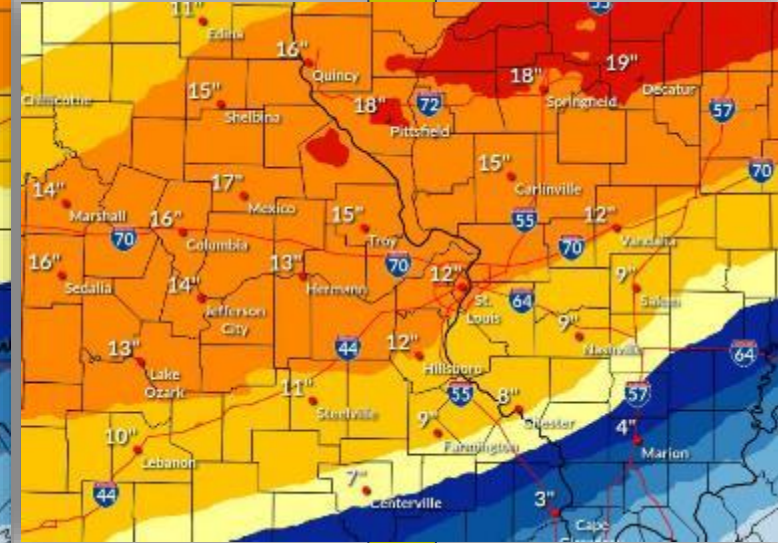 11"
Edina
55
16"
Quincy
15"
Shelbina
Chillicothe
18"
Pittsfield
72
18"
Springfield
19"
Decatur
57
14"
Marshall
17"
Mexico
15"
Carlinville
70
16"
Columbia
70
15"
Troy
55
12"
Vandalia
70
16"
Sedalia
14"
Jefferson
City
13"
Hermann
70
12"
St.
Louis
64
9"
Salem
13"
Lake
Ozark
44
12"
Hillsboro
9"
Nashville
64
11"
Steelville
55
8"
Chester
57
10"
Lebanon
9"
Farmington
4"
Marion
44
7"
Centerville
3"
Cape